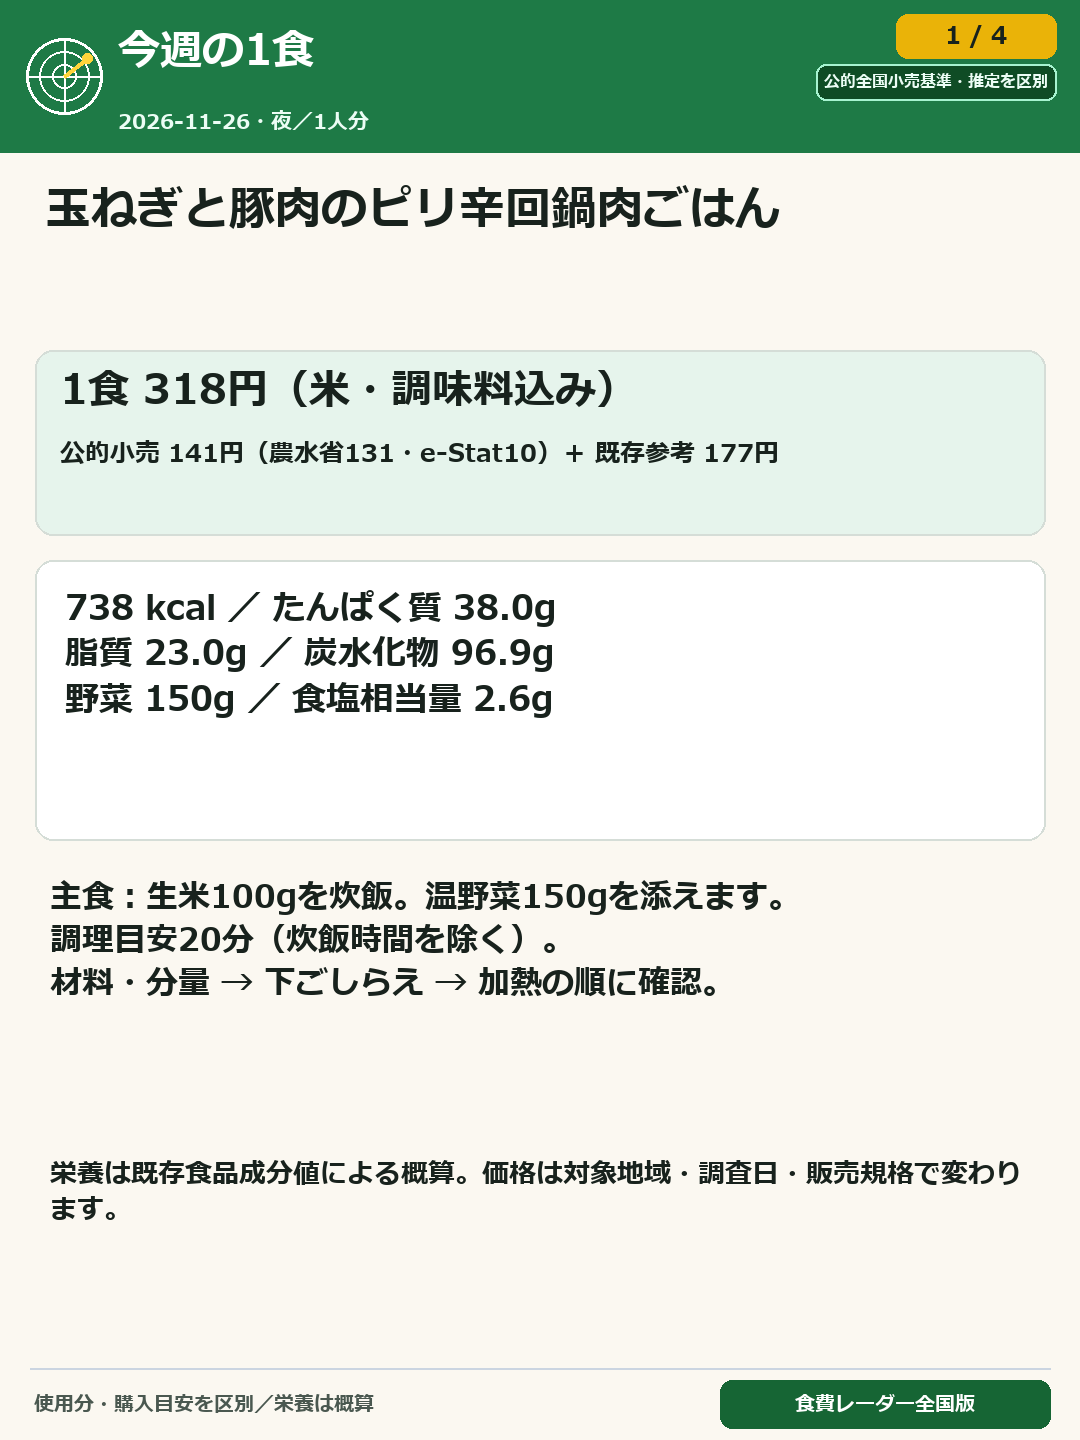 今週の1食
2026-11-26・夜／1人分
1 / 4
公的全国小売基準・推定を区別
玉ねぎと豚肉のピリ辛回鍋肉ごはん
1食 318円（米・調味料込み）
公的小売 141円（農水省131・e-Stat10）＋ 既存参考 177円
738 kcal ／ たんぱく質 38.0g
脂質 23.0g ／ 炭水化物 96.9g
野菜 150g ／ 食塩相当量 2.6g
主食：生米100gを炊飯。温野菜150gを添えます。
調理目安20分（炊飯時間を除く）。
材料・分量 → 下ごしらえ → 加熱の順に確認。
栄養は既存食品成分値による概算。価格は対象地域・調査日・販売規格で変わり
ます。
使用分・購入目安を区別／栄養は概算
食費レーダー全国版